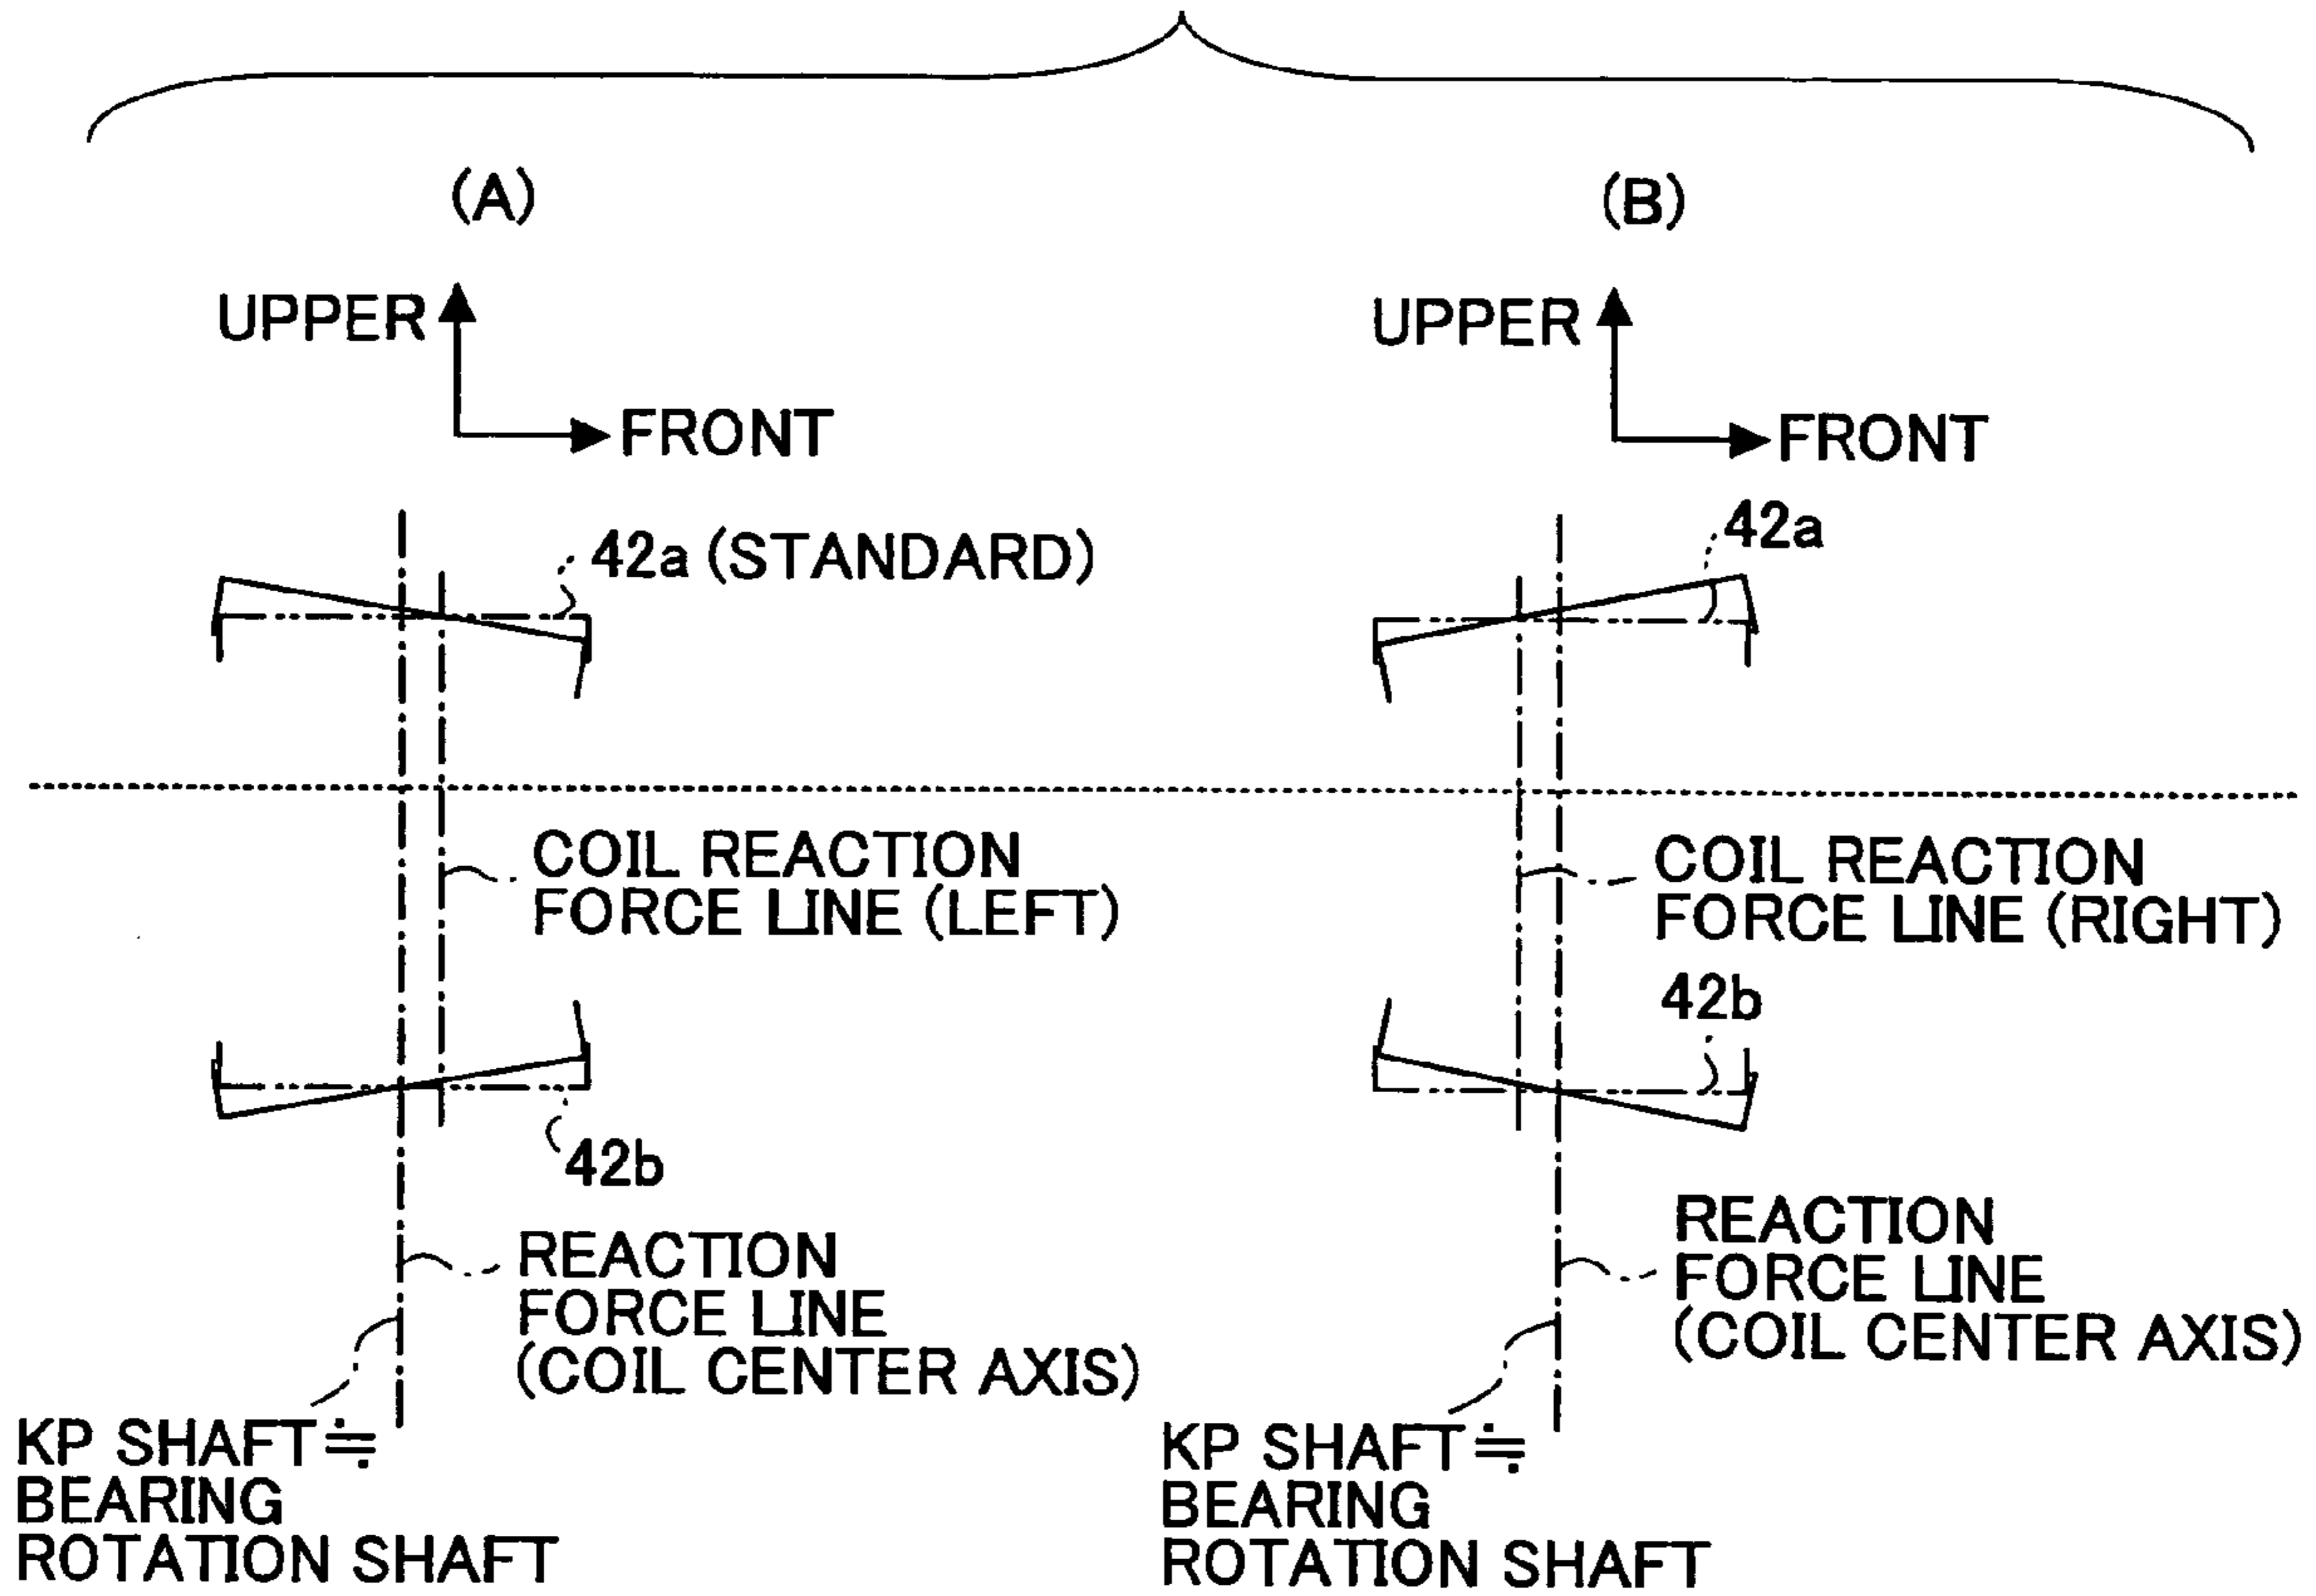 (A)
UPPER
FRONT
42a (STANDARD)
COIL REACTION
FORCE LINE (LEFT)
42b
REACTION
FORCE LINE
(COIL CENTER AXIS)
KP SHAFT≒
BEARING
ROTATION SHAFT
(B)
UPPER
FRONT
42a
COIL REACTION
FORCE LINE (RIGHT)
42b
REACTION
FORCE LINE
(COIL CENTER AXIS)
KP SHAFT≒
BEARING
ROTATION SHAFT